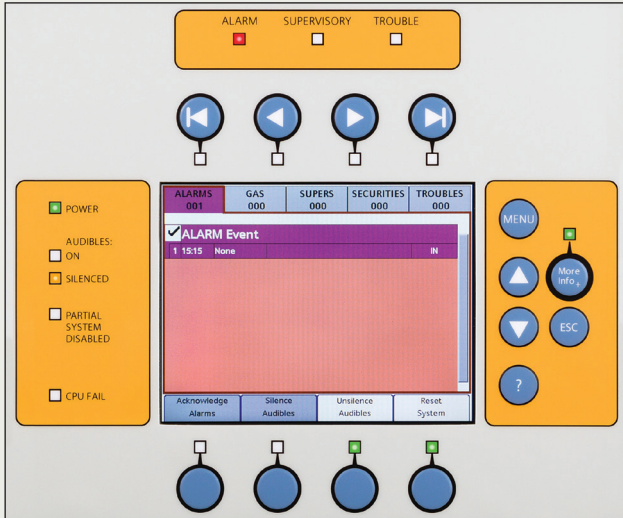 ALARM SUPERVISORY TROUBLE
ALARMS GAS SUPERS SECURITIES TROUBLES
001 000 000 000 000
ALARM Event
1 15:15 None IN
Acknowledge Silence Unsilence Reset
Alarms Audibles Audibles System
POWER
AUDIBLES:
ON
SILENCED
PARTIAL
SYSTEM
DISABLED
CPU FAIL
MENU
More
Info+
ESC
?